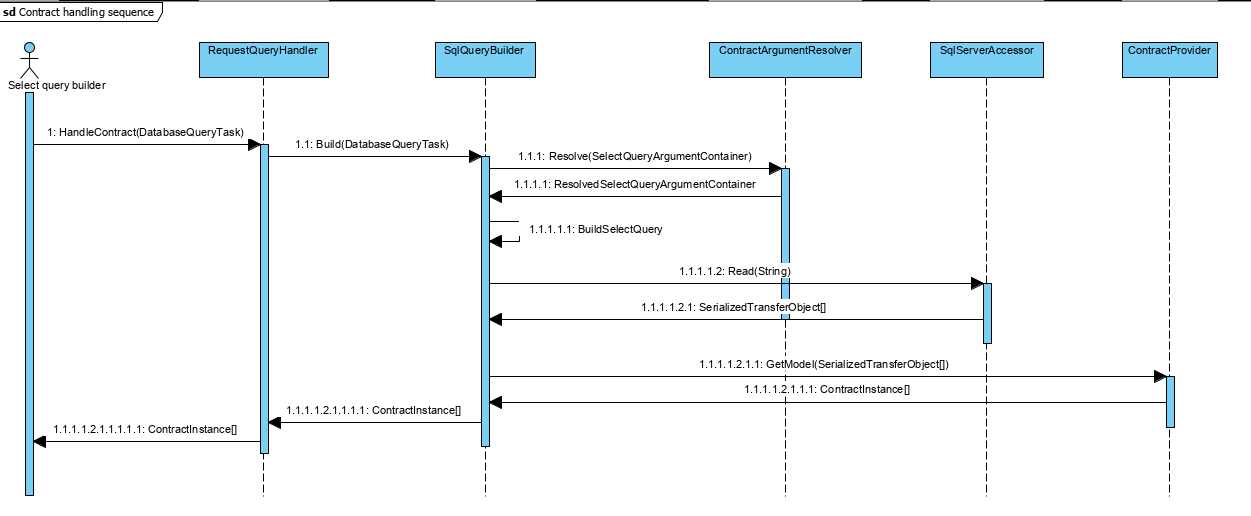 sd Contract handling sequence
RequestQueryHandler
SqlQueryBuilder
ContractArgumentResolver
SqlServerAccessor
ContractProvider
Select query builder
1: HandleContract(DatabaseQueryTask)
1.1: Build(DatabaseQueryTask)
1.1.1: Resolve(SelectQueryArgumentContainer)
1.1.1.1: ResolvedSelectQueryArgumentContainer
1.1.1.1.1: BuildSelectQuery
1.1.1.1.2: Read(String)
1.1.1.1.2.1: SerializedTransferObject[]
1.1.1.1.2.1.1: GetModel(SerializedTransferObject[])
1.1.1.1.2.1.1.1: ContractInstance[]
1.1.1.1.2.1.1.1.1: ContractInstance[]
1.1.1.1.2.1.1.1.1.1: ContractInstance[]